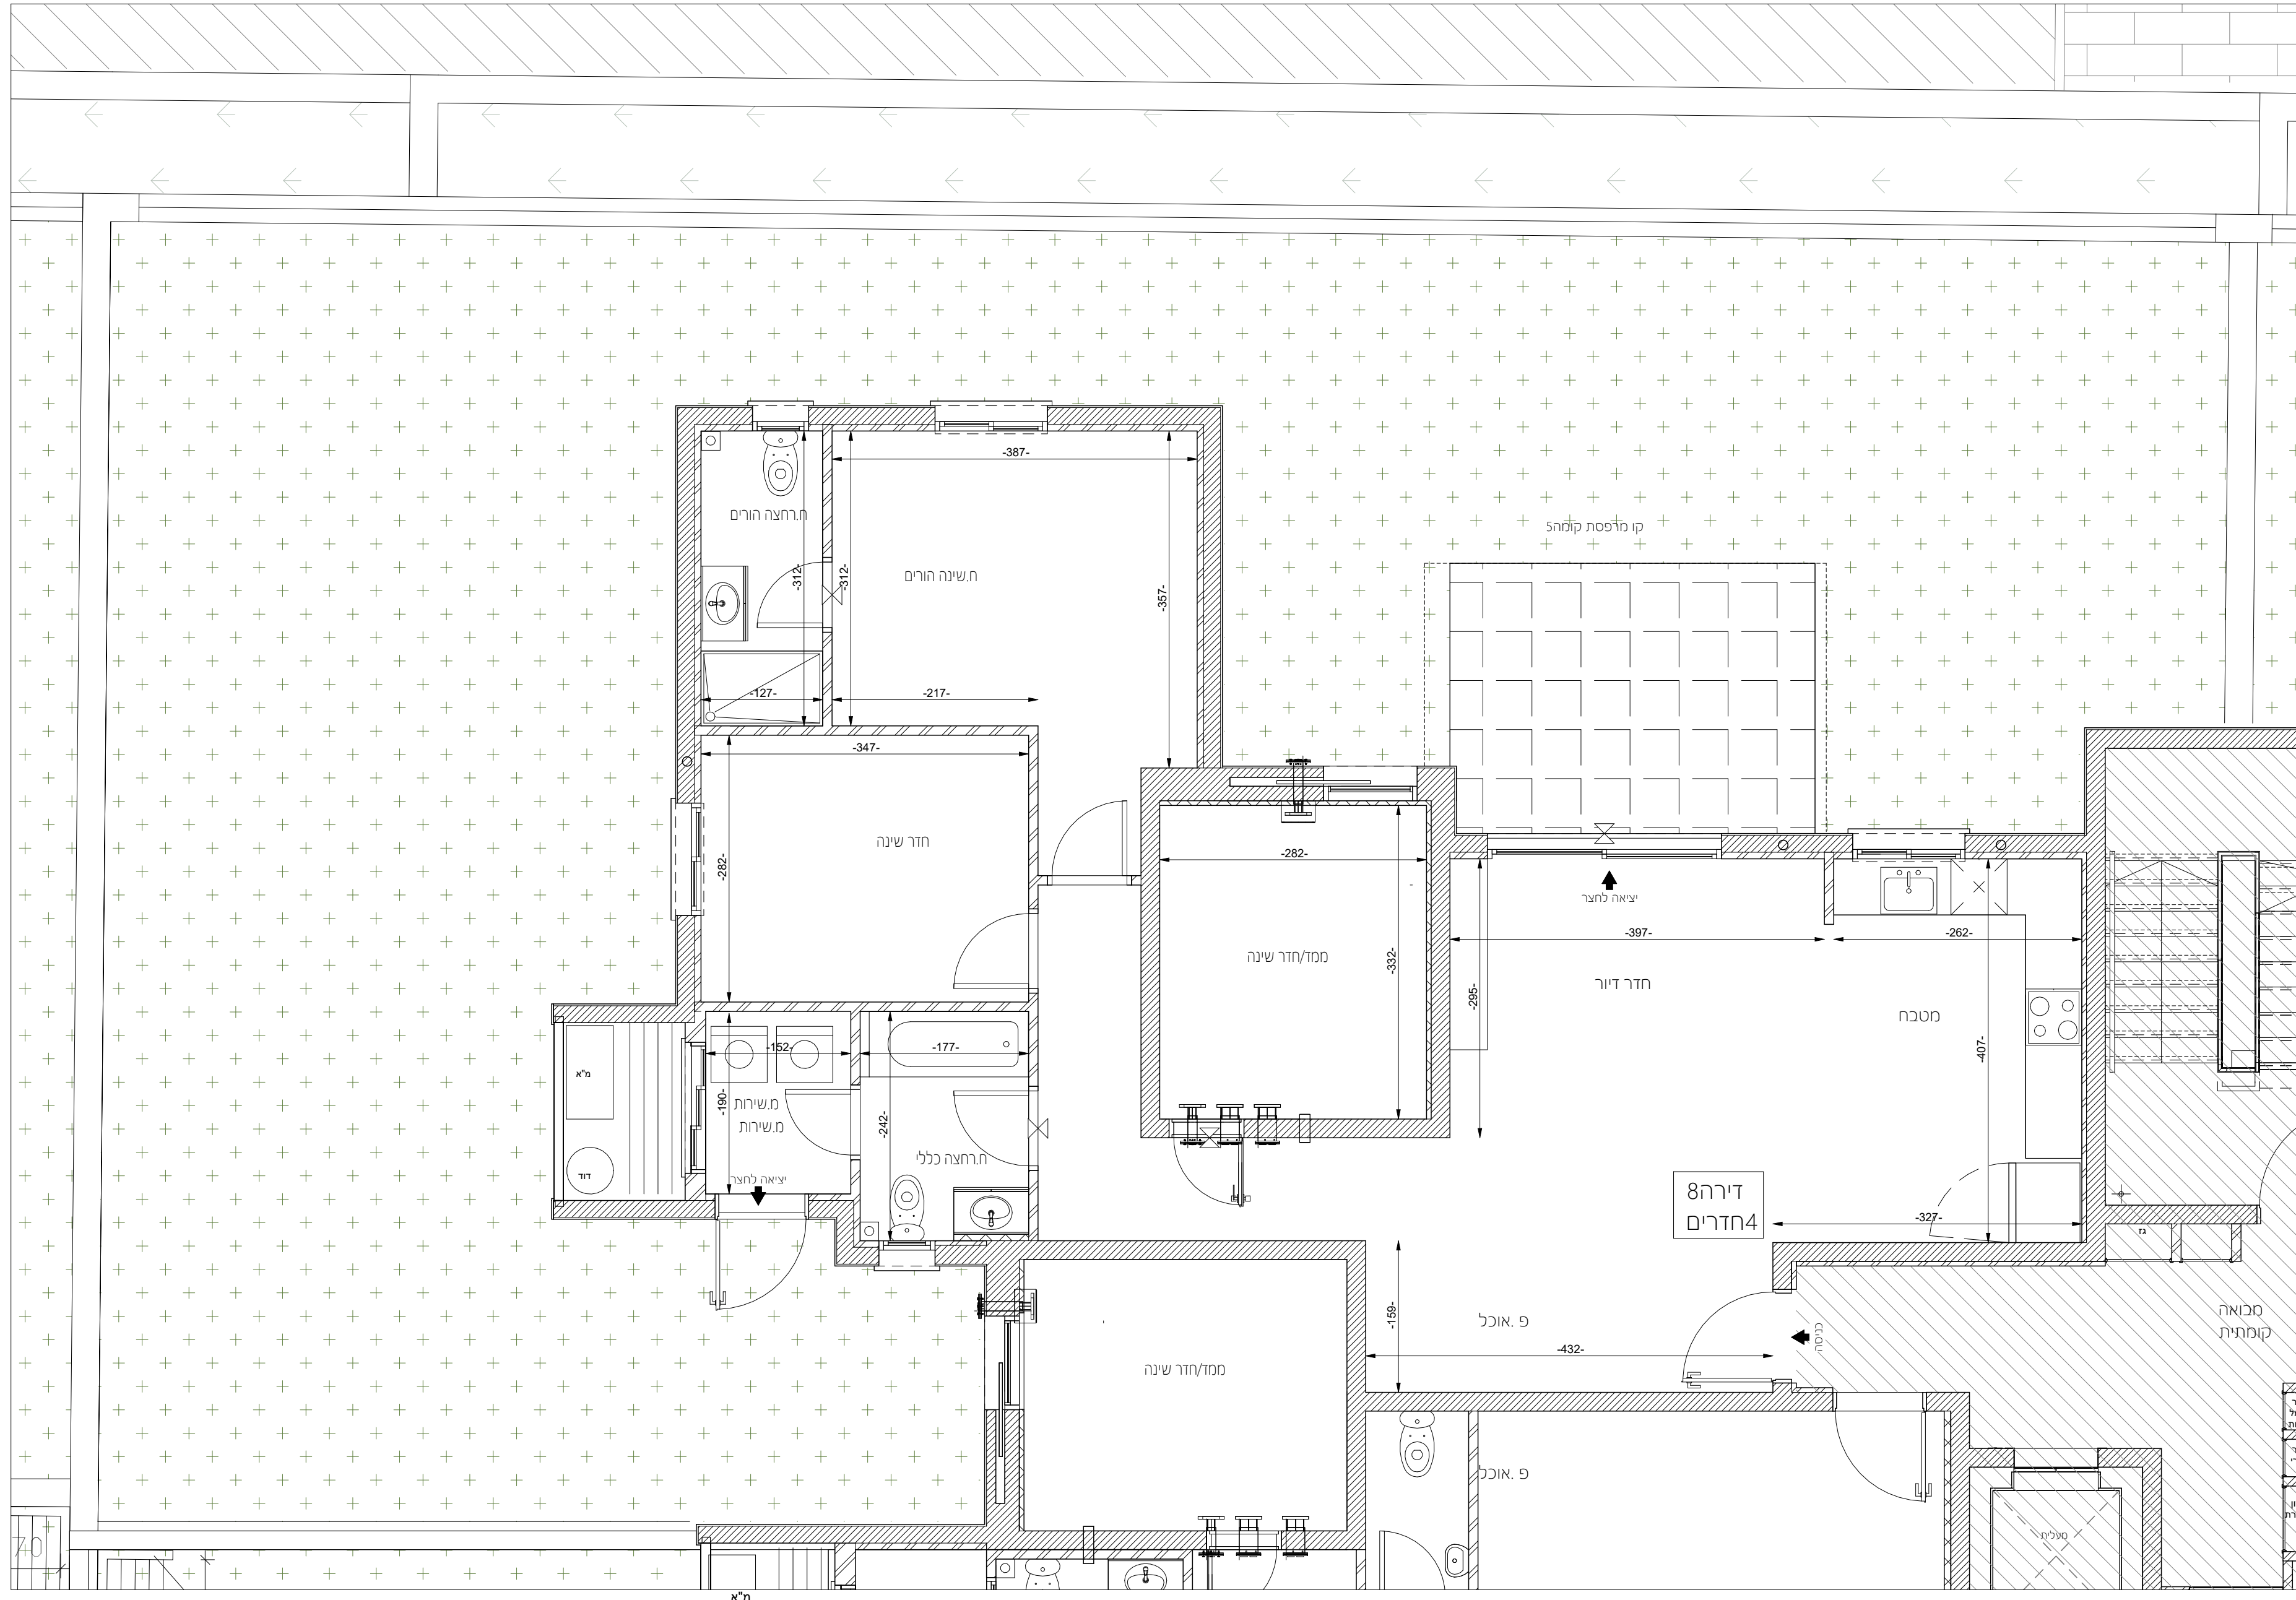 -387-
ח.רחצה הורים
קו מרפסת קומה5
-312-
-312-
ח.שינה הורים
-357-
-127-
-217-
-347-
חדר שינה
-282-
-282-
יציאה לחצר
-397-
-262-
ממד/חדר שינה
-332-
חדר דיור
-295-
מטבח
-407-
-152-
-177-
מ"א
-190-
מ.שירות
מ.שירות
-242-
ח.רחצה כללי
דוד
יציאה לחצר
דירה8
4חדרים
-327-
גז
מבואה
קומתית
-159-
פ .אוכל
כניסה
-432-
ממד/חדר שינה
פ .אוכל
מעלית
70
מ"א